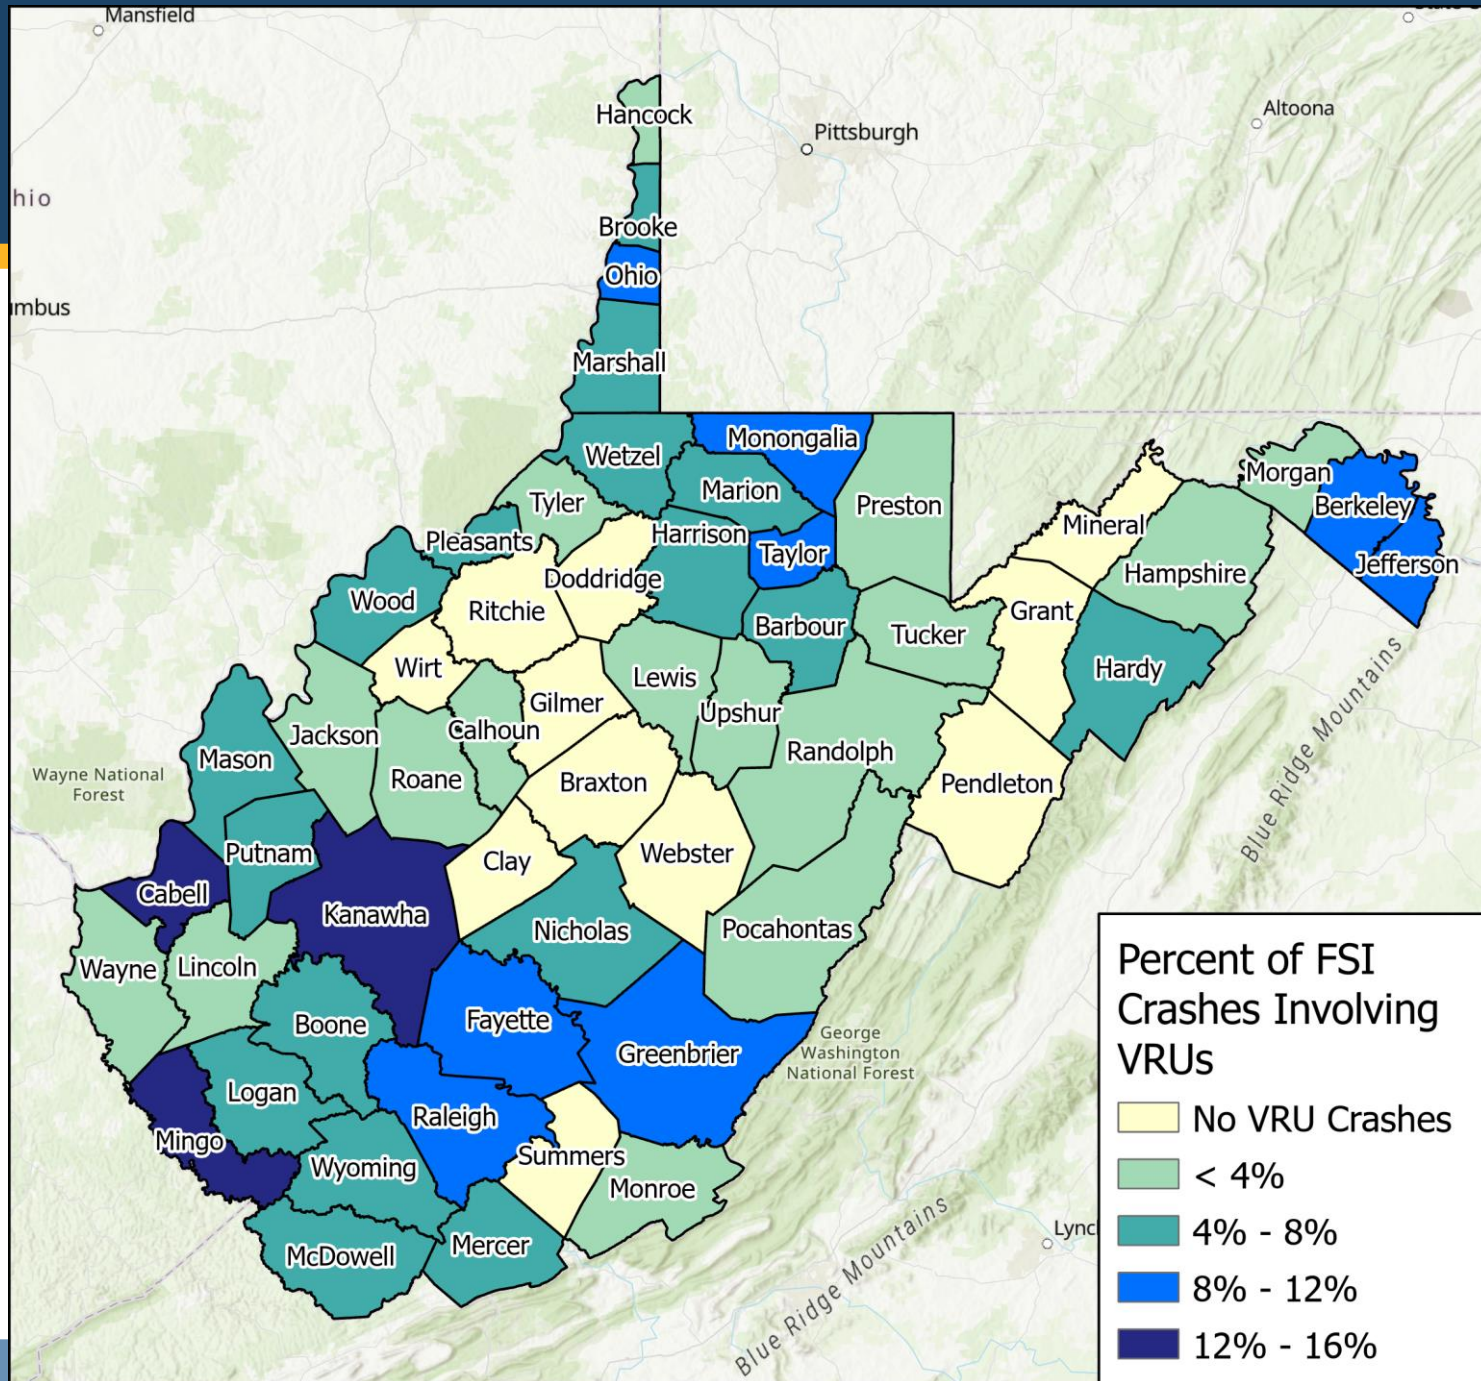 Mansfield
Hancock
Pittsburgh
Altoona
hio
Brooke
Ohio
umbus
Marshall
Monongalia
Wetzel
Marion
Morgan
Tyler
Preston
Berkeley
Mineral
Pleasants
Harrison
Taylor
Jefferson
Doddridge
Hampshire
Wood
Ritchie
Grant
Barbour
Tucker
Wirt
Lewis
Hardy
Gilmer
Upshur
Calhoun
Jackson
Randolph
Mason
Roane
Braxton
Pendleton
Wayne National
Forest
Blue Ridge Mountains
Putnam
Clay
Webster
Cabell
Kanawha
Nicholas
Pocahontas
Wayne
Lincoln
Boone
Fayette
Greenbrier
George
Washington
National Forest
Logan
Raleigh
Mingo
Summers
Wyoming
Monroe
McDowell
Mercer
Blue Ridge Mountains
Lync
Percent of FSI
Crashes Involving
VRUs
No VRU Crashes
< 4%
4% - 8%
8% - 12%
12% - 16%